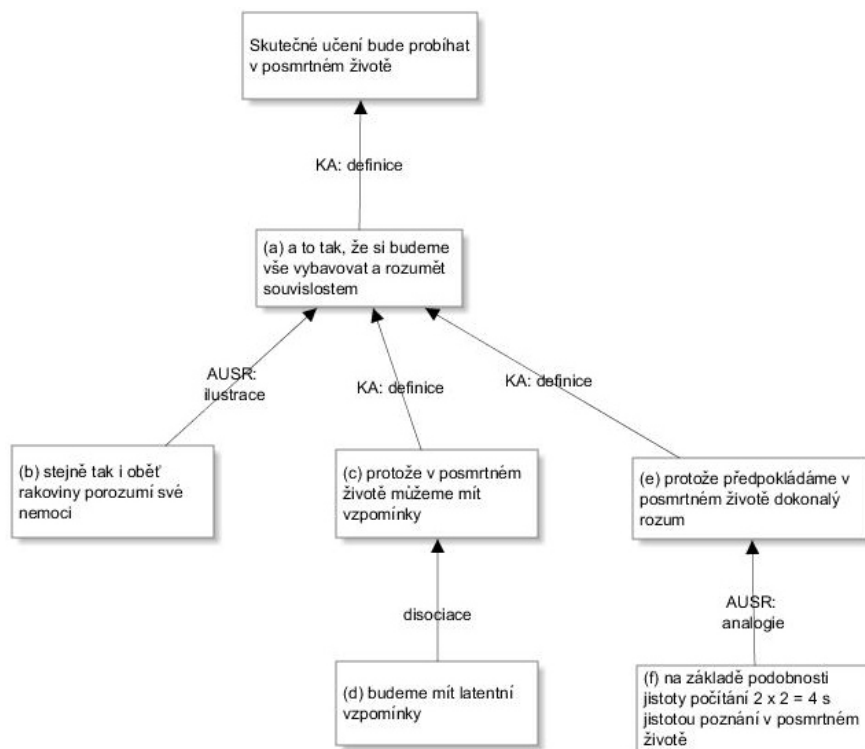 Skutečné učení bude probíhat
v posmrtném životě
KA: definice
(a) a to tak, že si budeme
vše vybavovat a rozumět
souvislostem
AUSR:
ilustrace
KA: definice
KA: definice
(b) stejně tak i oběť
rakoviny porozumí své
nemoci
(c) protože v posmrtném
životě můžeme mít
vzpomínky
(e) protože předpokládáme v
posmrtném životě dokonalý
rozum
disociace
AUSR:
analogie
(d) budeme mít latentní
vzpomínky
(f) na základě podobnosti
jistoty počítání 2 x 2 = 4 s
jistotou poznání v posmrtném
životě